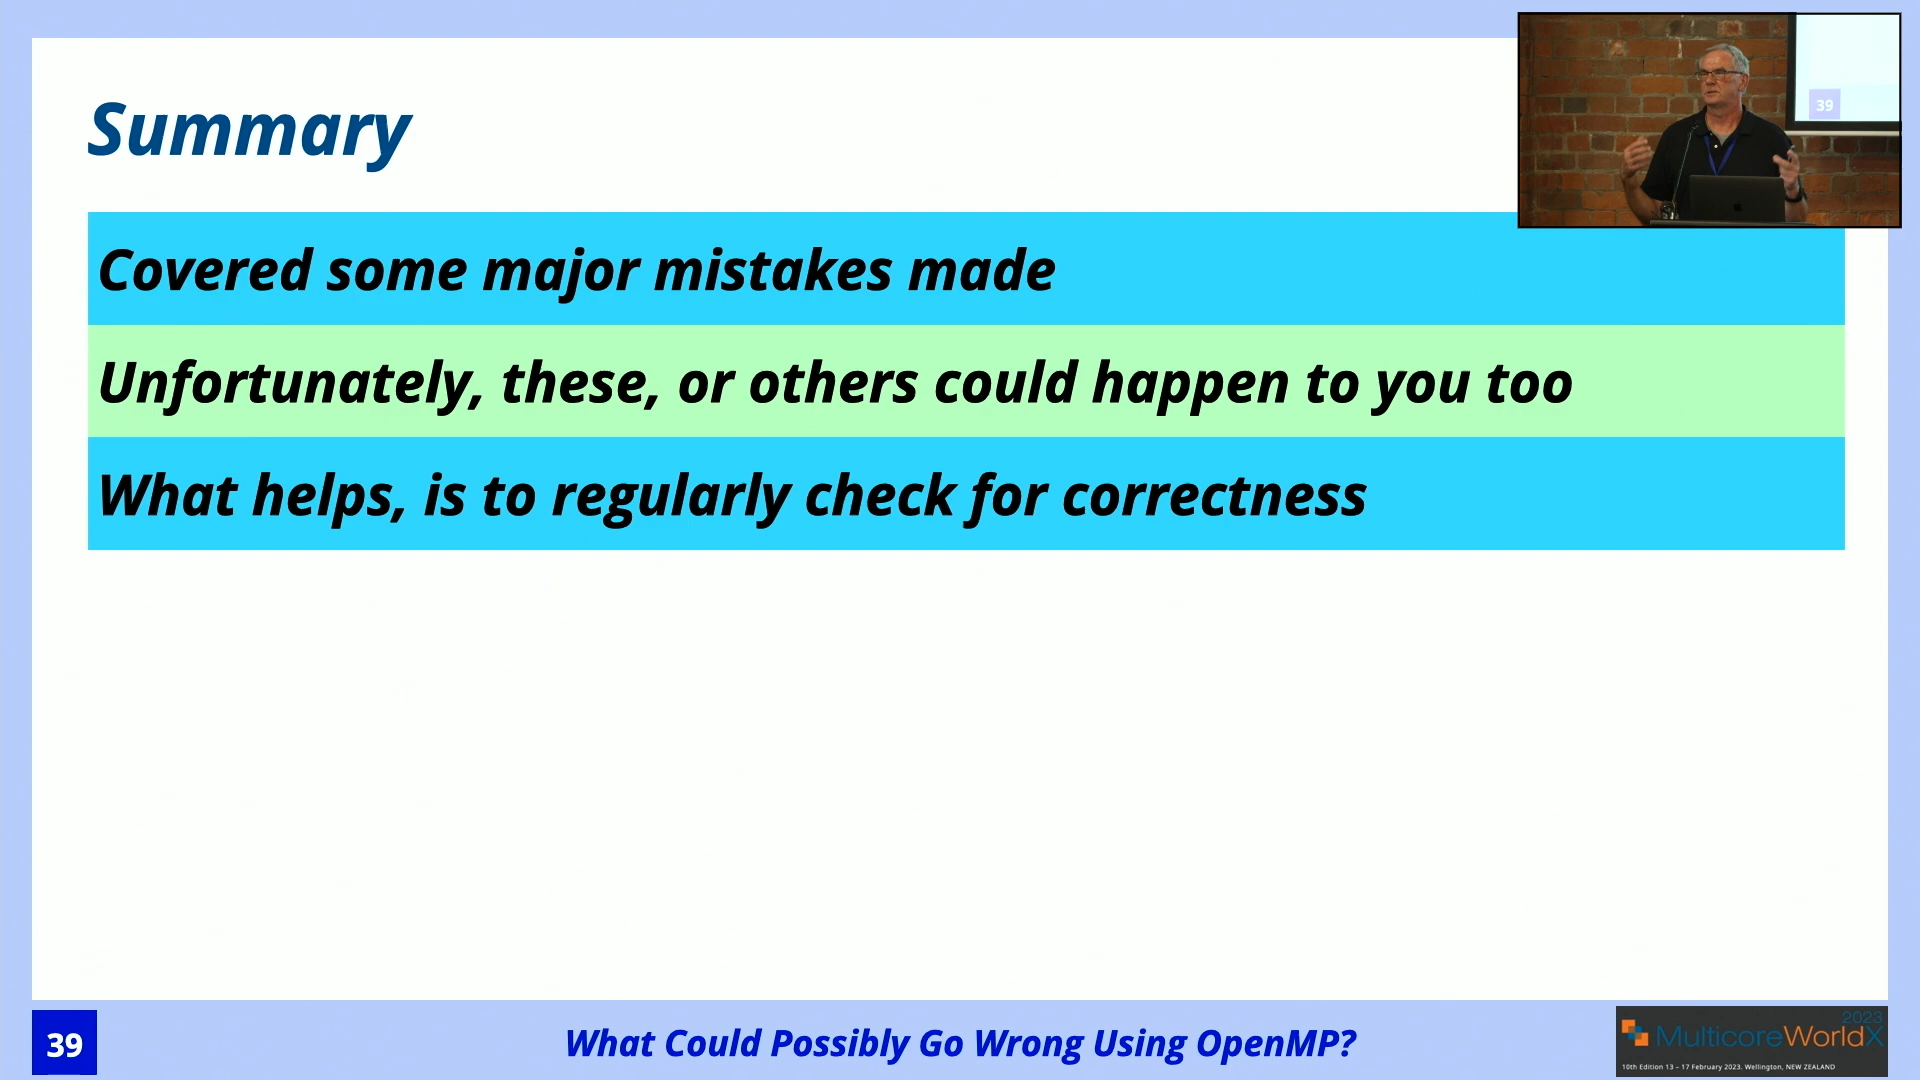 Summary
39
Covered some major mistakes made
Unfortunately, these, or others could happen to you too
What helps, is to regularly check for correctness
39
What Could Possibly Go Wrong Using OpenMP?
2023
MulticoreWorldX
10th Edition 13 – 17 February 2023. Wellington, NEW ZEALAND